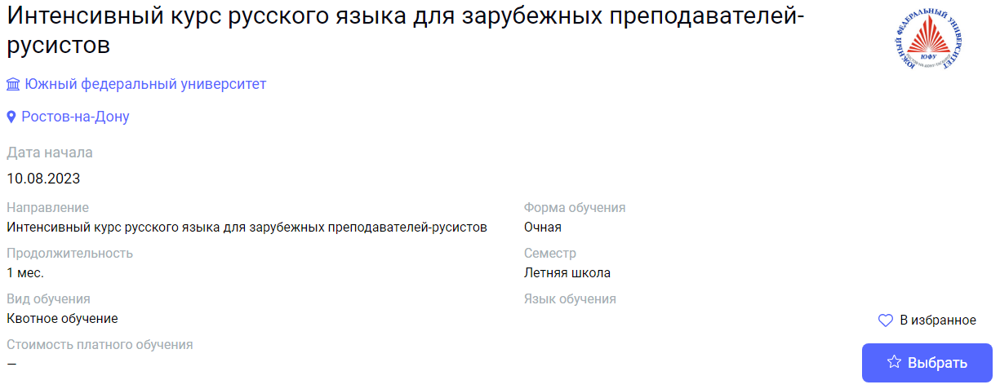 Интенсивный курс русского языка для зарубежных преподавателей-
русистов
ЮЖНЫЙ ФЕДЕРАЛЬНЫЙ УНИВЕРСИТЕТ
ЮФУ
Южный федеральный университет
Ростов-на-Дону
Дата начала
10.08.2023
Направление
Интенсивный курс русского языка для зарубежных преподавателей-русистов
Форма обучения
Очная
Продолжительность
1 мес.
Семестр
Летняя школа
Вид обучения
Квотное обучение
Язык обучения
Стоимость платного обучения
—
В избранное
Выбрать